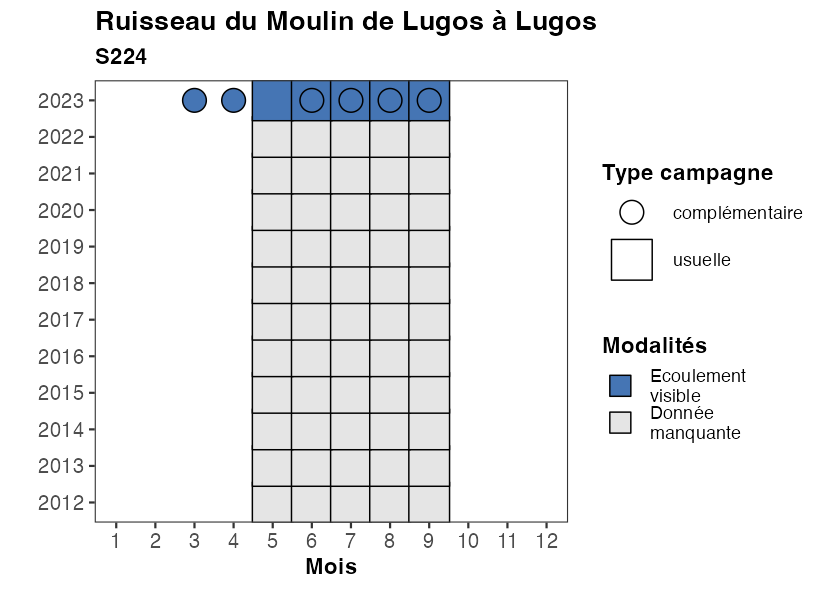 Ruisseau du Moulin de Lugos à Lugos
S224
2023
2022
2021
2020
2019
2018
2017
2016
2015
2014
2013
2012
1 2 3 4 5 6 7 8 9 10 11 12
Mois
Type campagne
complémentaire
usuelle
Modalités
Ecoulement
visible
Donnée
manquante